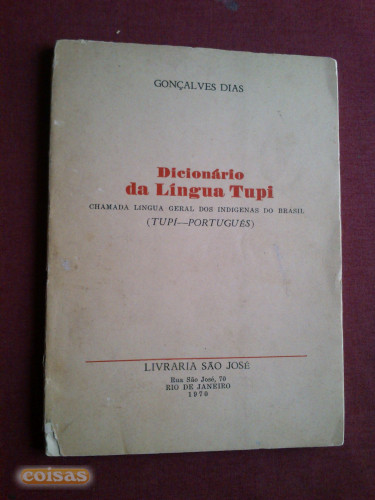 GONÇALVES DIAS
Dicionário
da Língua Tupi
CHAMADA LINGUA GERAL DOS INDIGENAS DO BRASIL
(TUPI—PORTUGUÊS)
LIVRARIA SÃO JOSÉ
Rua São José, 70
RIO DE JANEIRO
1970
coisas